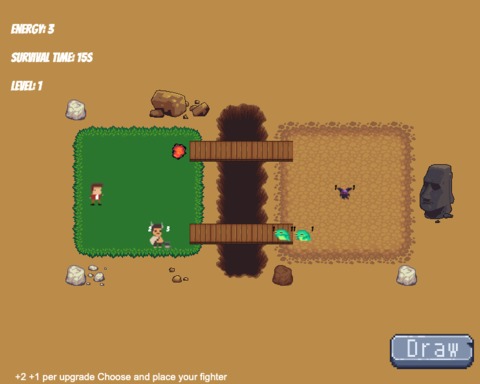 ENERGY: 3
SURVIVAL TIME: 15S
LEVEL: 1
Draw
+2 +1 per upgrade Choose and place your fighter